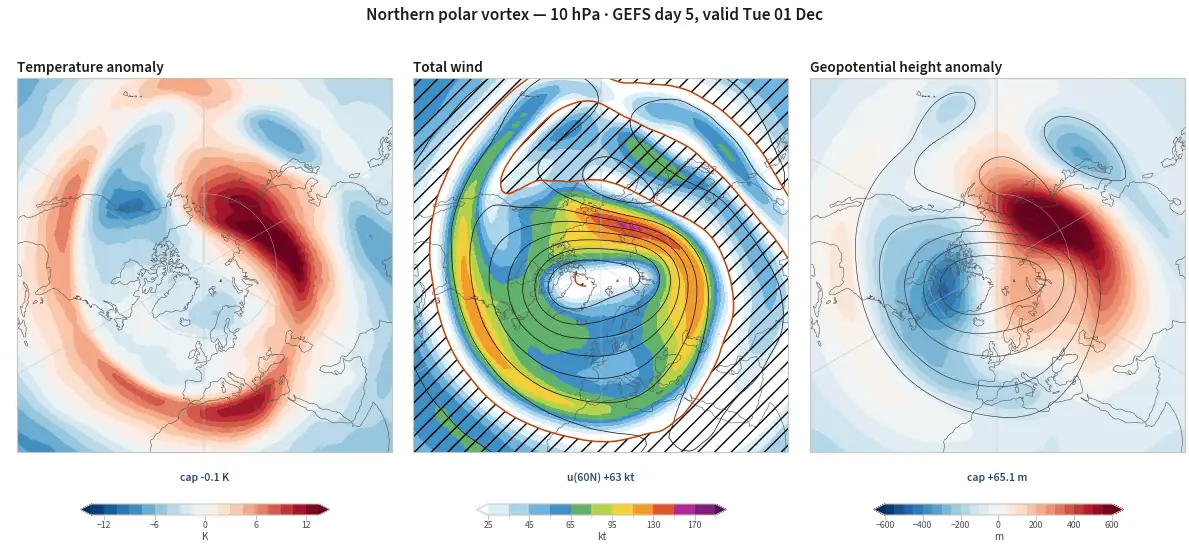 Northern polar vortex — 10 hPa · GEFS day 5, valid Tue 01 Dec
Temperature anomaly
Total wind
Geopotential height anomaly
cap -0.1 K
u(60N) +63 kt
cap +65.1 m
−12 −6 0 6 12
K
25 45 65 95 130 170
kt
−600 −400 −200 0 200 400 600
m